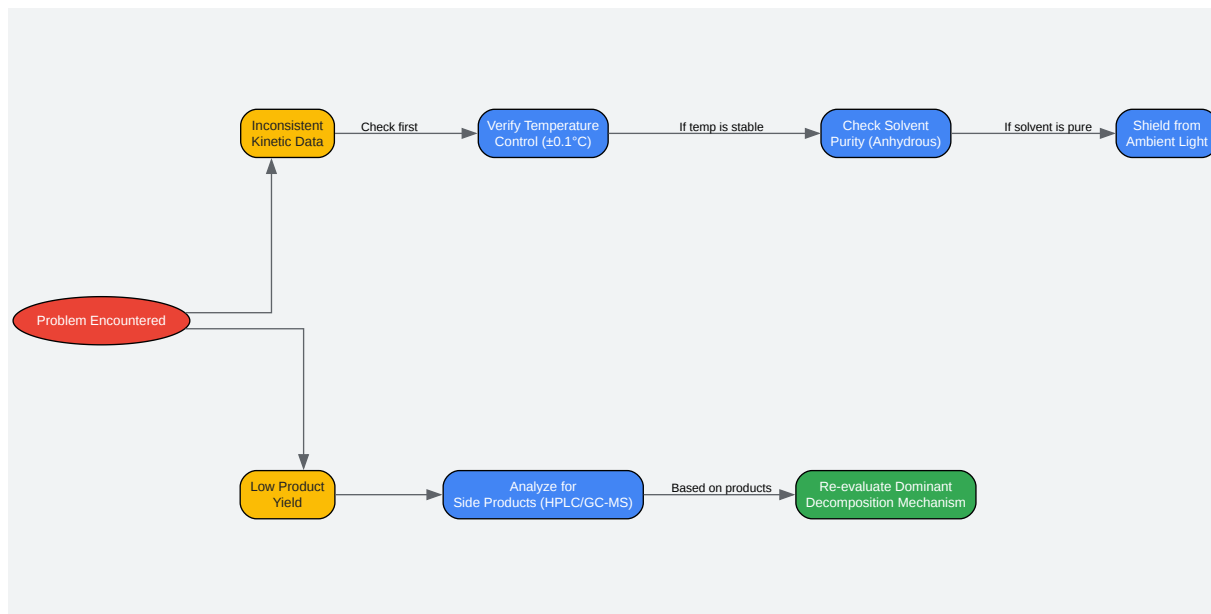 Inconsistent
Kinetic Data
Check first
Verify Temperature
Control (±0.1°C)
If temp is stable
Check Solvent
Purity (Anhydrous)
If solvent is pure
Shield from
Ambient Light
Problem Encountered
Low Product
Yield
Analyze for
Side Products (HPLC/GC-MS)
Based on products
Re-evaluate Dominant
Decomposition Mechanism